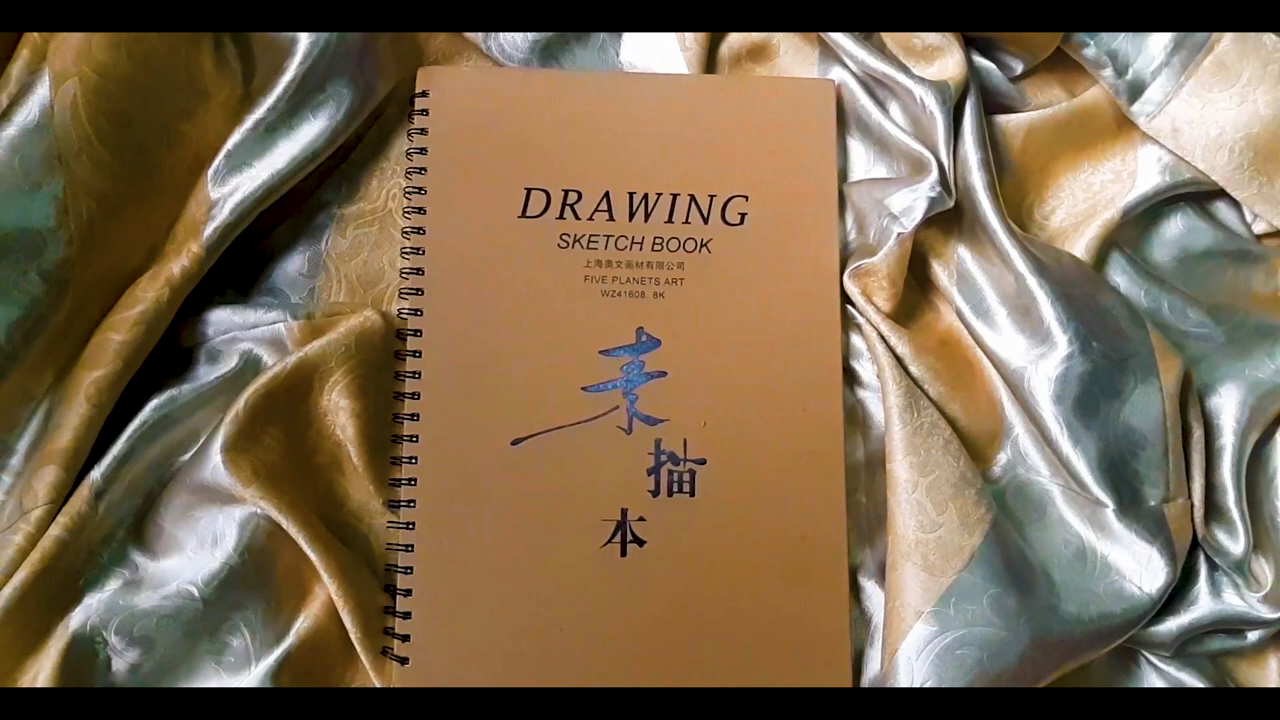 DRAWING
SKETCH BOOK
上海奥文画材有限公司
FIVE PLANETS ART
WZ41608. 8K
素
描
本